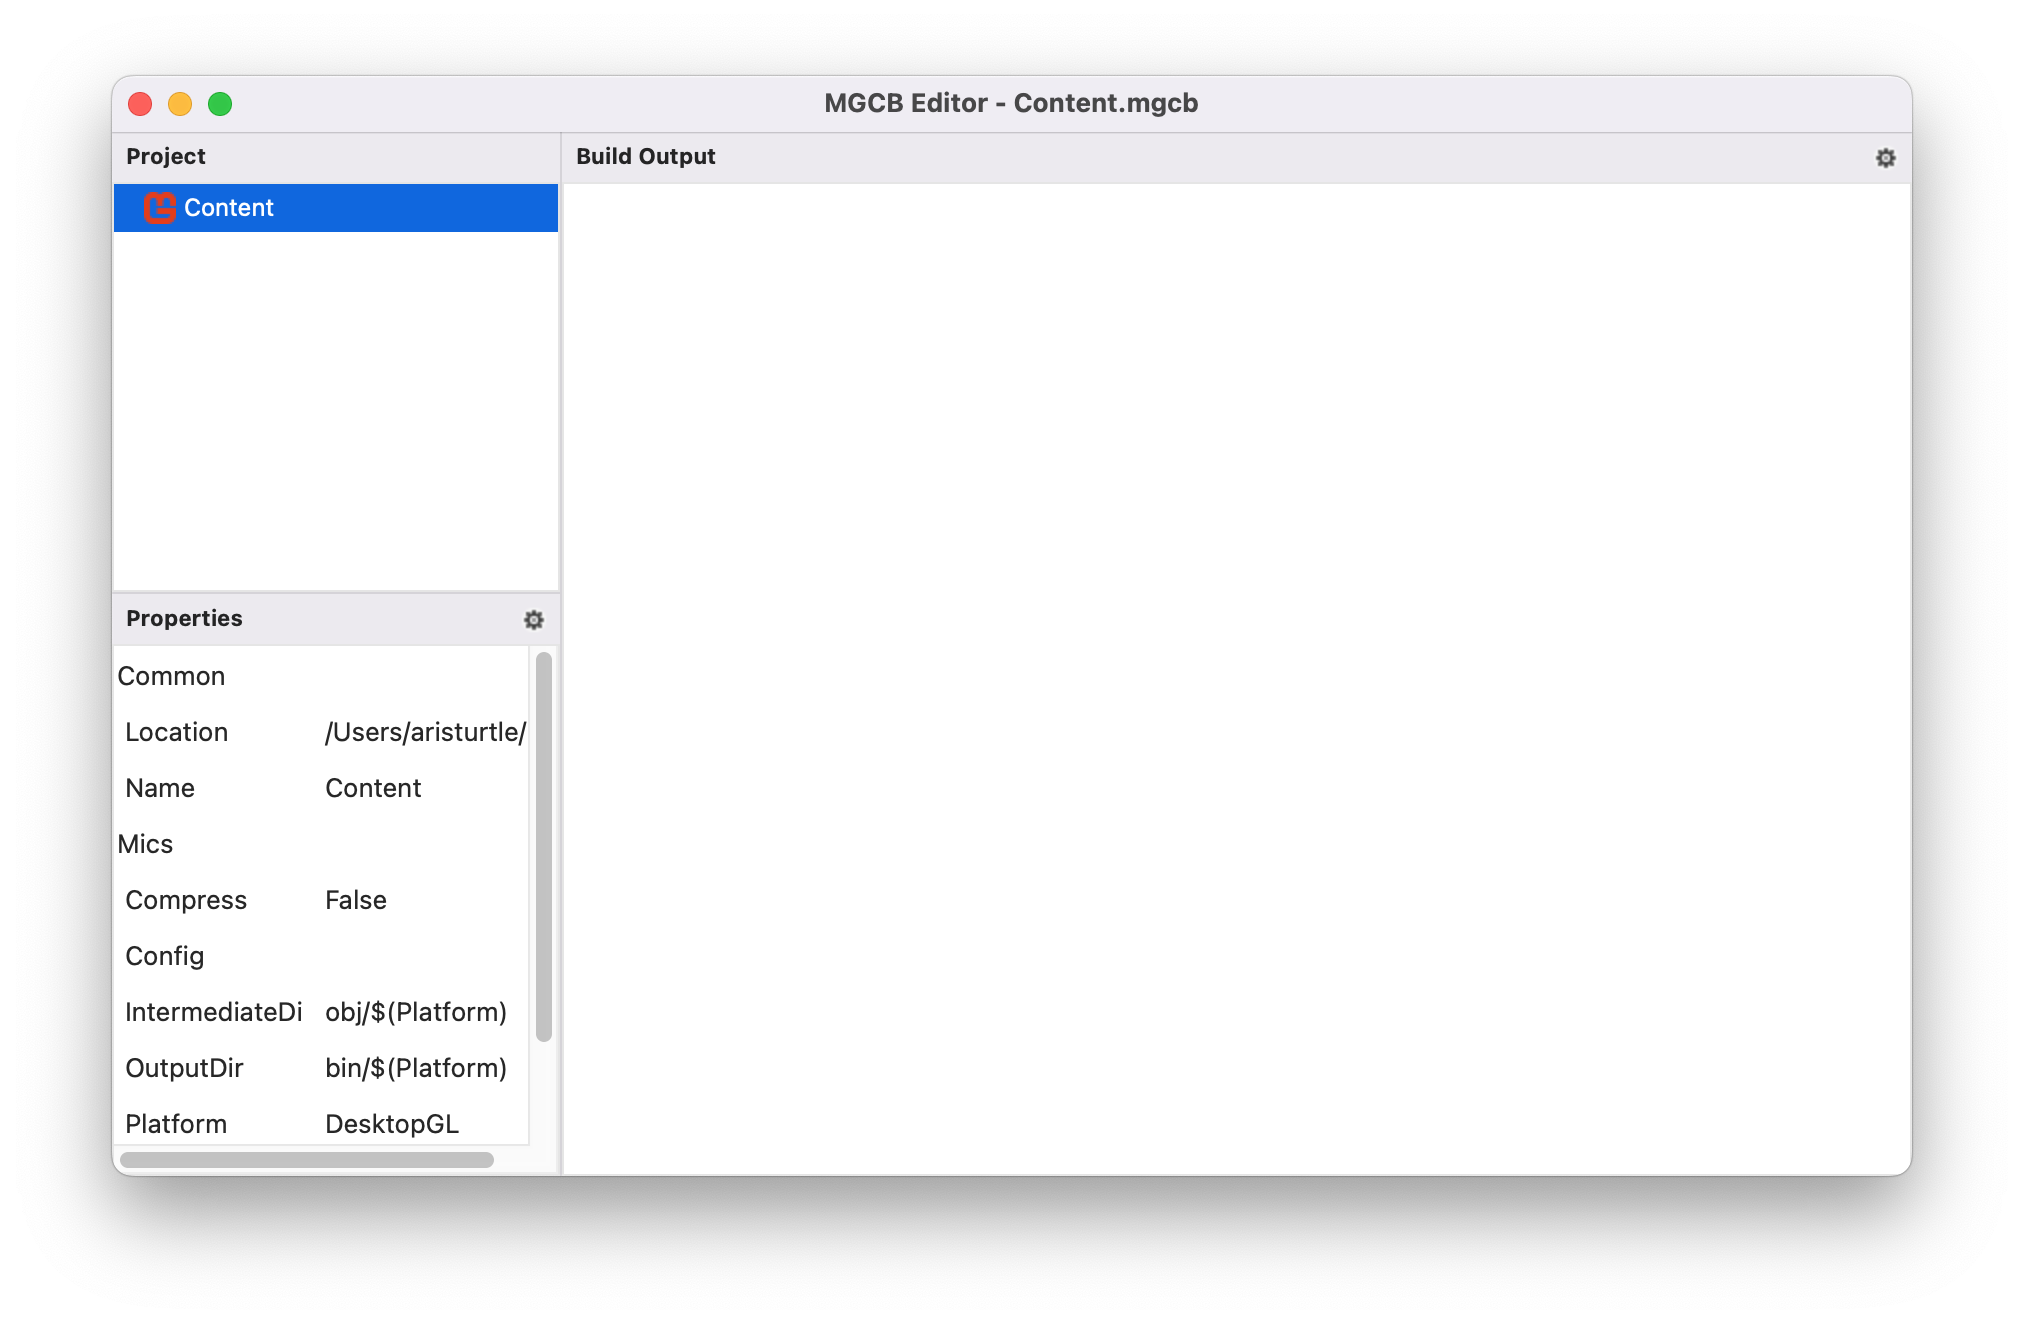 MGCB Editor - Content.mgcb
Project
Content
Build Output
Properties
Common
Location /Users/aristurtle/
Name Content
Mics
Compress False
Config
IntermediateDi obj/$(Platform)
OutputDir bin/$(Platform)
Platform DesktopGL